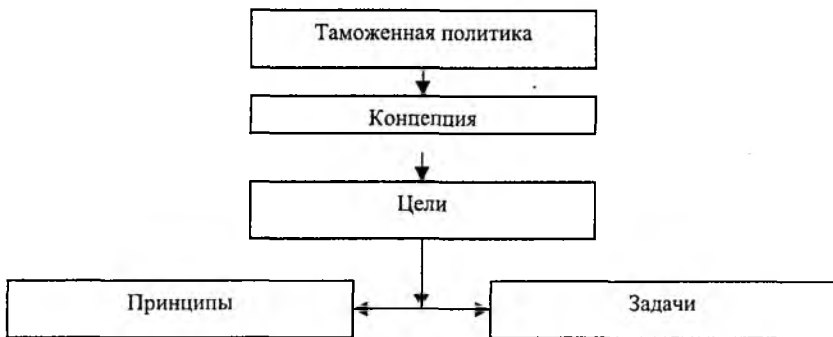 Таможенная политика
Концепция
Цели
Принципы
Задачи